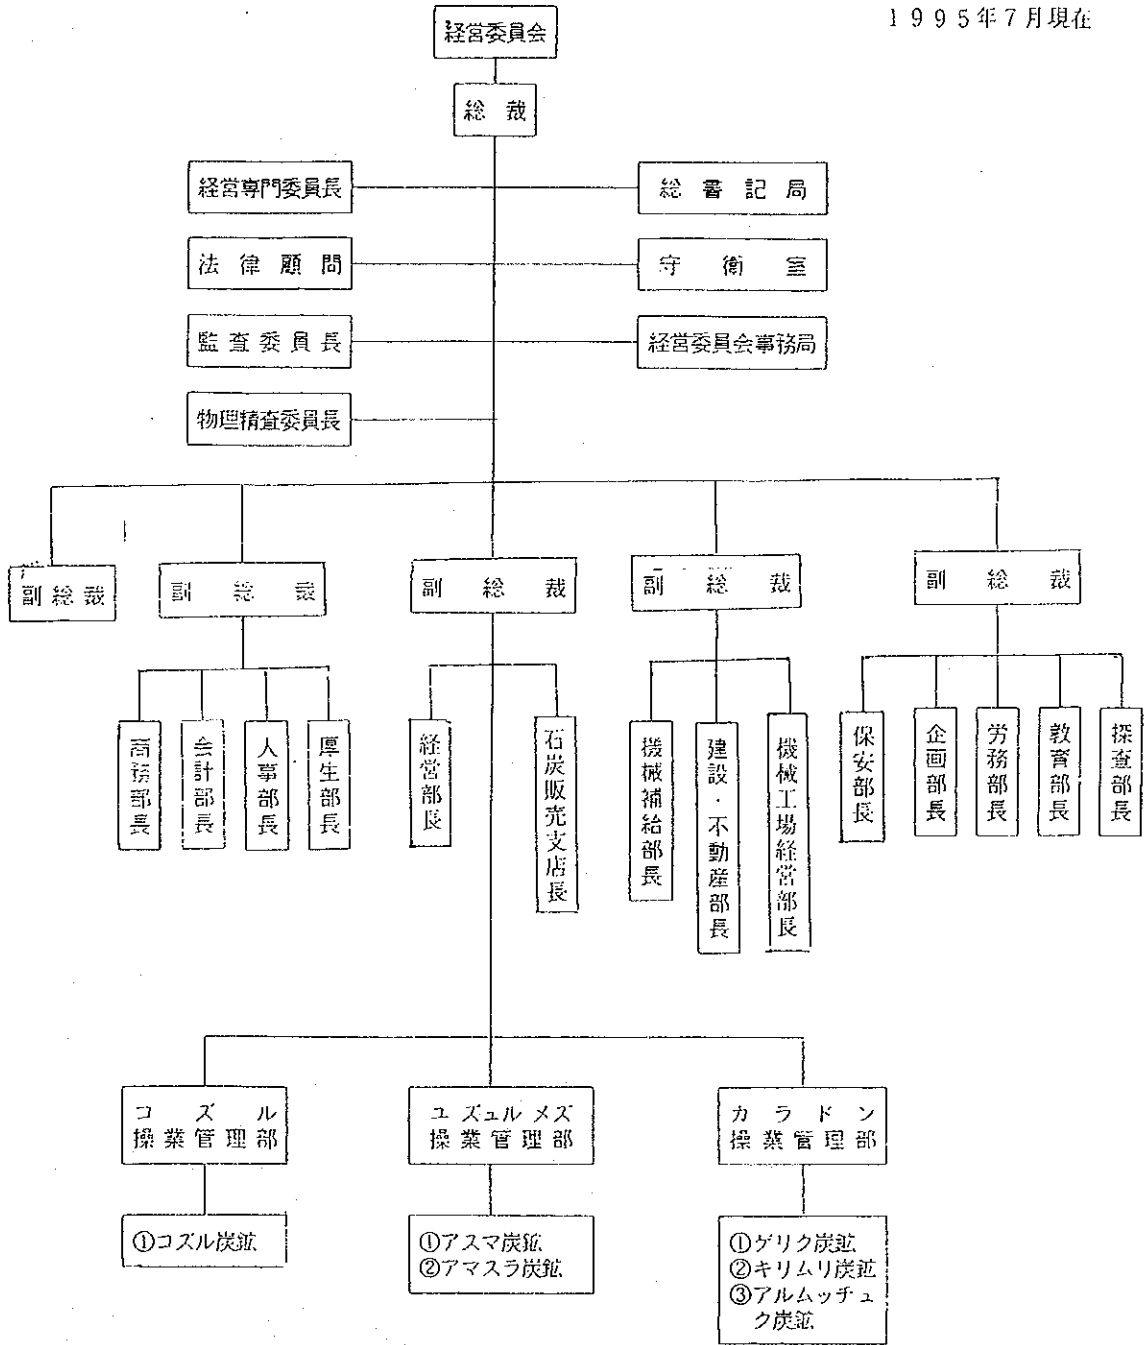 1995年7月現在
経営委員会
総裁
経営専門委員長
総書記局
法律顧問
守衛室
監査委員長
経営委員会事務局
物理精査委員長
副総裁
副総裁
副総裁
副総裁
副総裁
商務部長
会計部長
人事部長
厚生部長
経営部長
石炭販売支店長
機械補給部長
建設・不動産部長
機械工場経営部長
保安部長
企画部長
労務部長
教育部長
探査部長
コズル
操業管理部
ユズュルメズ
操業管理部
カラドン
操業管理部
①コズル炭鉱
①アスマ炭鉱
②アマスラ炭鉱
①ゲリク炭鉱
②キリムリ炭鉱
③アルムッチュ
ク炭鉱